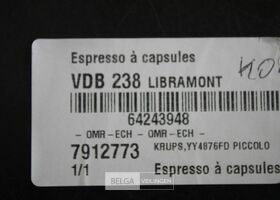 Espresso à capsules
VDB 238 LIBRAMONT
64243948
- OMR-ECH - OMR-ECH -
7912773 KRUPS,YY4876FD PICCOLO
1/1 Espresso à capsules
BELGA VEILINGEN